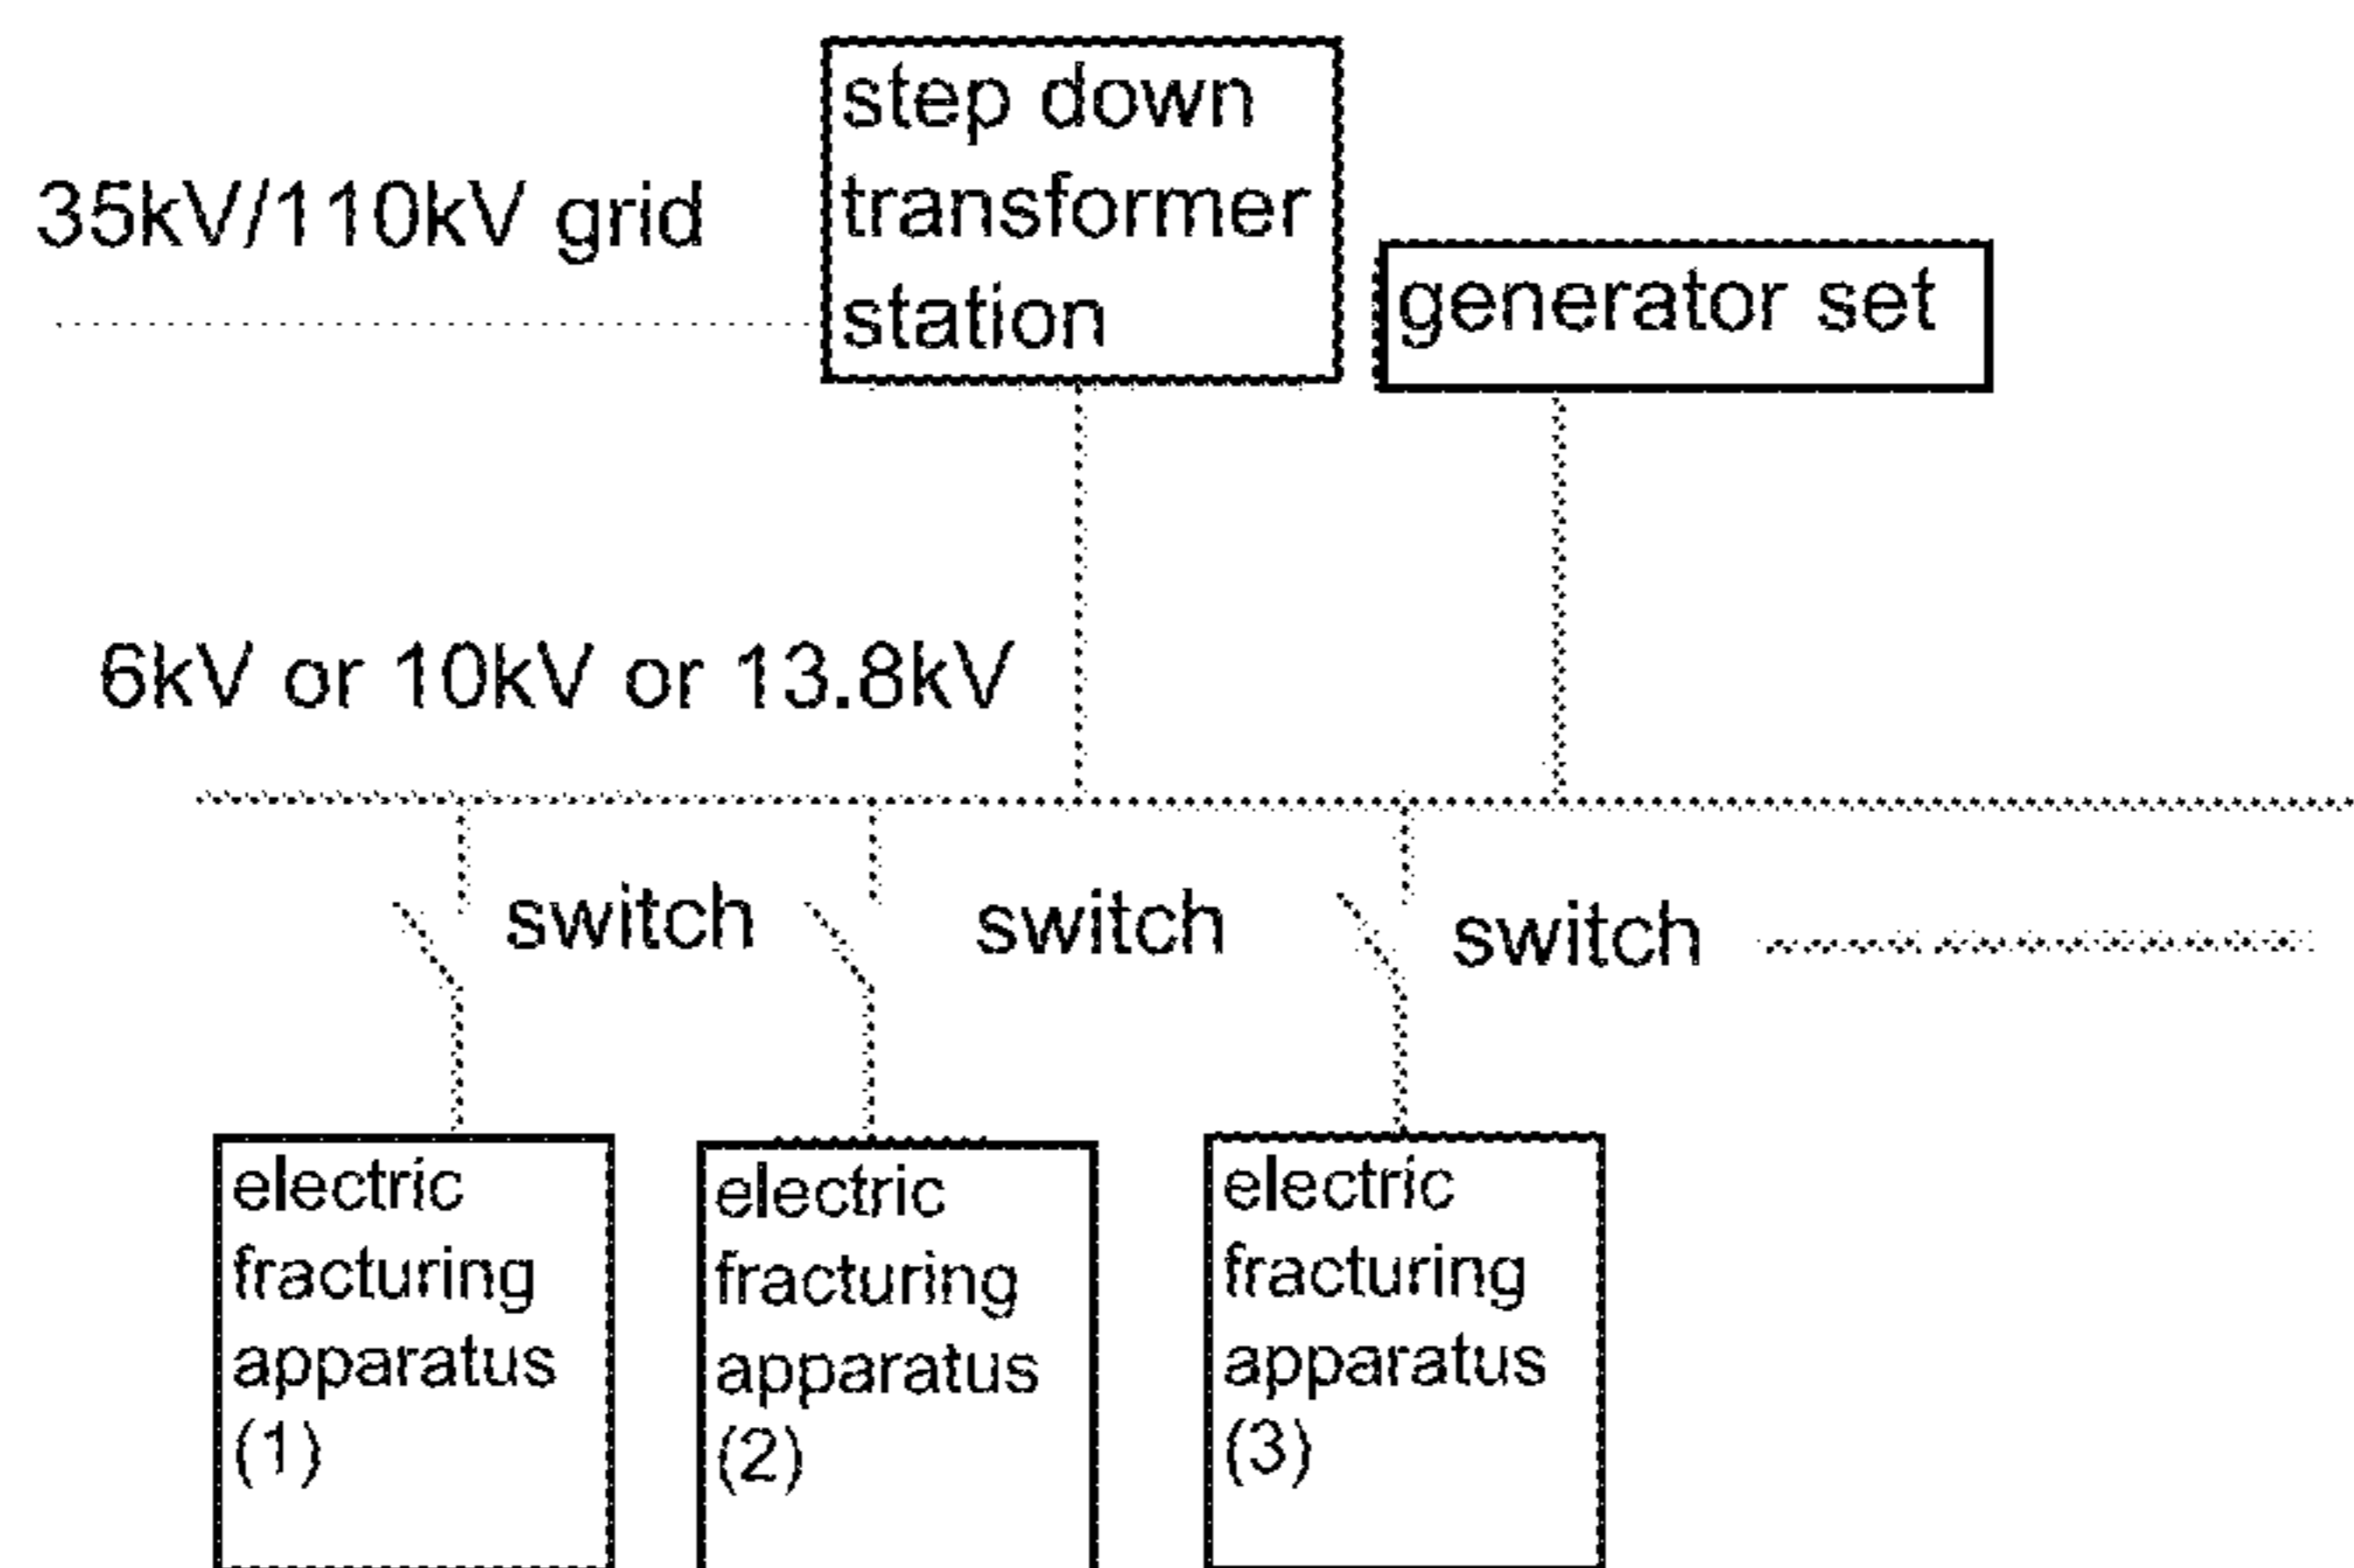 step down
transformer
station
35kV/110kV grid
generator set
6kV or 10kV or 13.8kV
switch
switch
switch
electric
fracturing
apparatus
(1)
electric
fracturing
apparatus
(2)
electric
fracturing
apparatus
(3)